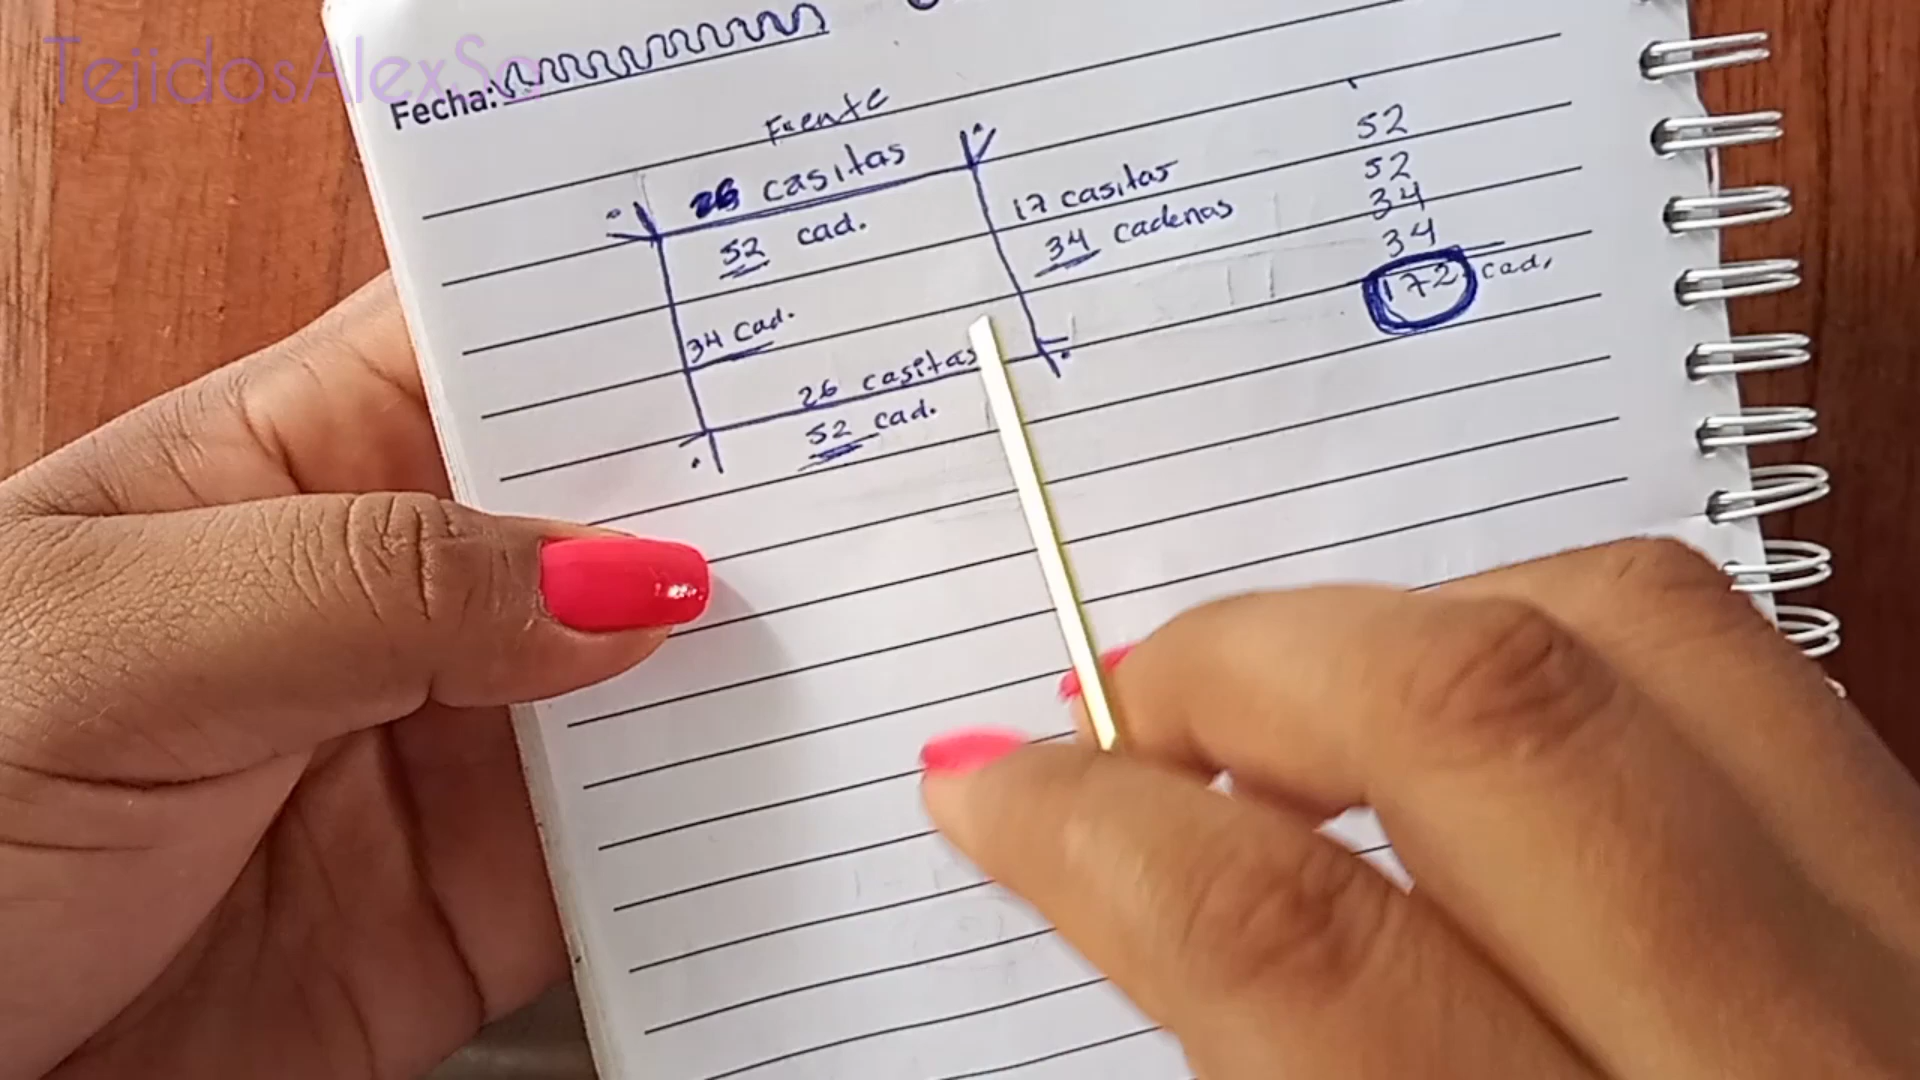 TejidosAlexSa
Fecha:
Frente
26 casitas
52 cad.
17 casitas
34 cadenas
34 cad.
26 casitas
52 cad.
52
52
34
34
172 cad.